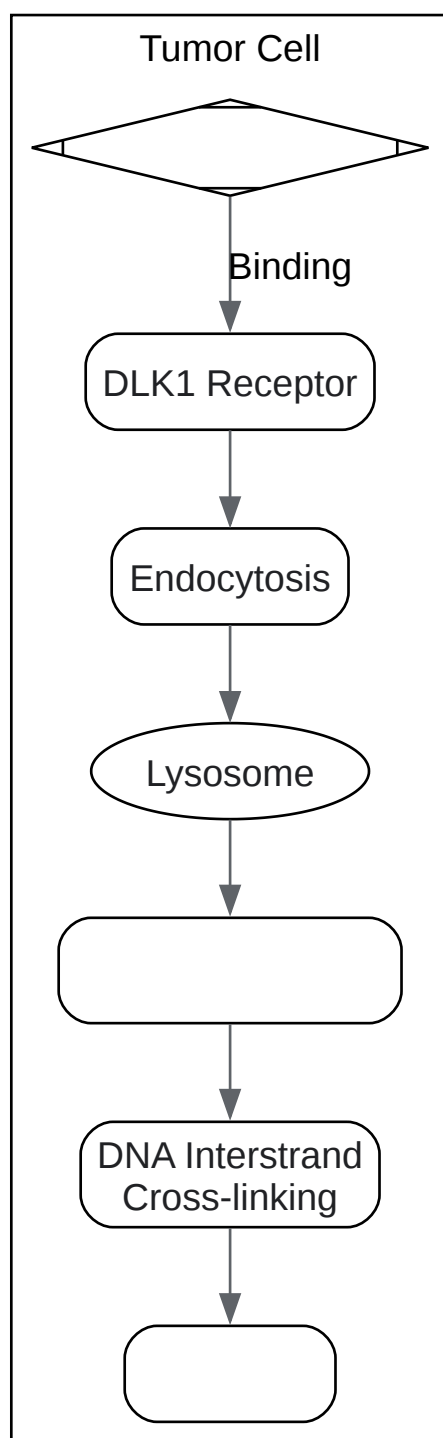 Tumor Cell
Binding
DLK1 Receptor
Endocytosis
Lysosome
DNA Interstrand
Cross-linking